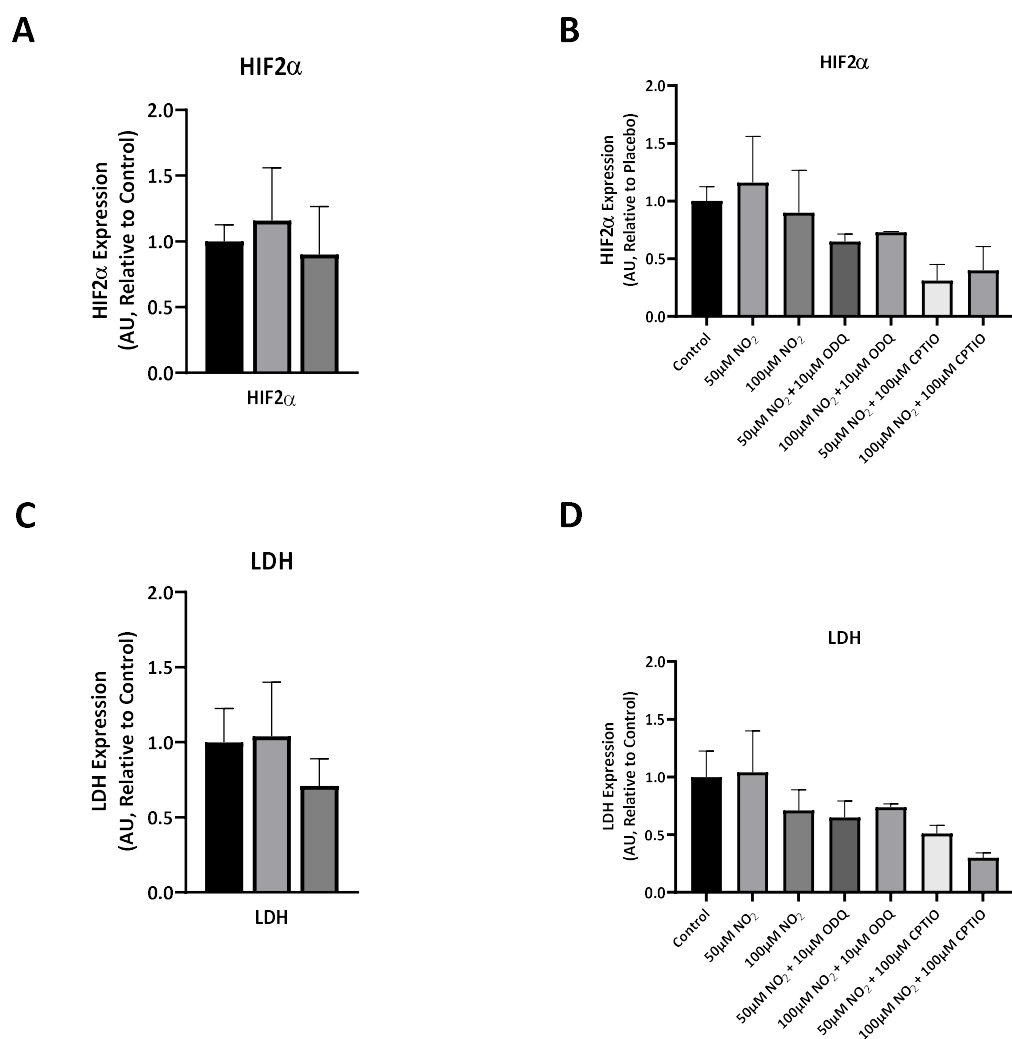 A
HIF2α
HIF2α Expression
(AU, Relative to Control)
2.0
1.5
1.0
0.5
0.0
HIF2α
B
HIF2α
HIF2α Expression
(AU, Relative to Placebo)
2.0
1.5
1.0
0.5
0.0
Control
50µM NO₂
100µM NO₂
50µM NO₂ + 10µM ODQ
100µM NO₂ + 10µM ODQ
50µM NO₂ + 100µM CPTIO
100µM NO₂ + 100µM CPTIO
C
LDH
LDH Expression
(AU, Relative to Control)
2.0
1.5
1.0
0.5
0.0
LDH
D
LDH
LDH Expression
(AU, Relative to Control)
2.0
1.5
1.0
0.5
0.0
Control
50µM NO₂
100µM NO₂
50µM NO₂ + 10µM ODQ
100µM NO₂ + 10µM ODQ
50µM NO₂ + 100µM CPTIO
100µM NO₂ + 100µM CPTIO